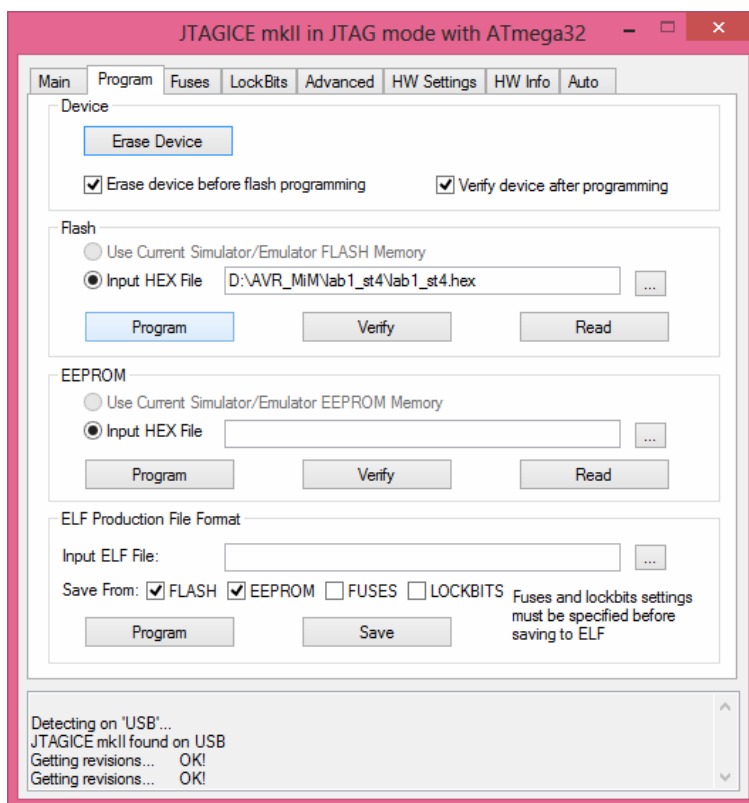 JTAGICE mkII in JTAG mode with ATmega32
Main Program Fuses LockBits Advanced HW Settings HW Info Auto
Device
Erase Device
Erase device before flash programming Verify device after programming
Flash
Use Current Simulator/Emulator FLASH Memory
Input HEX File D:\AVR_MiM\lab1_st4\lab1_st4.hex ...
Program Verify Read
EEPROM
Use Current Simulator/Emulator EEPROM Memory
Input HEX File ...
Program Verify Read
ELF Production File Format
Input ELF File: ...
Save From: FLASH EEPROM FUSES LOCKBITS
Fuses and lockbits settings
must be specified before
saving to ELF
Program Save
Detecting on 'USB'...
JTAGICE mkII found on USB
Getting revisions... OK!
Getting revisions... OK!